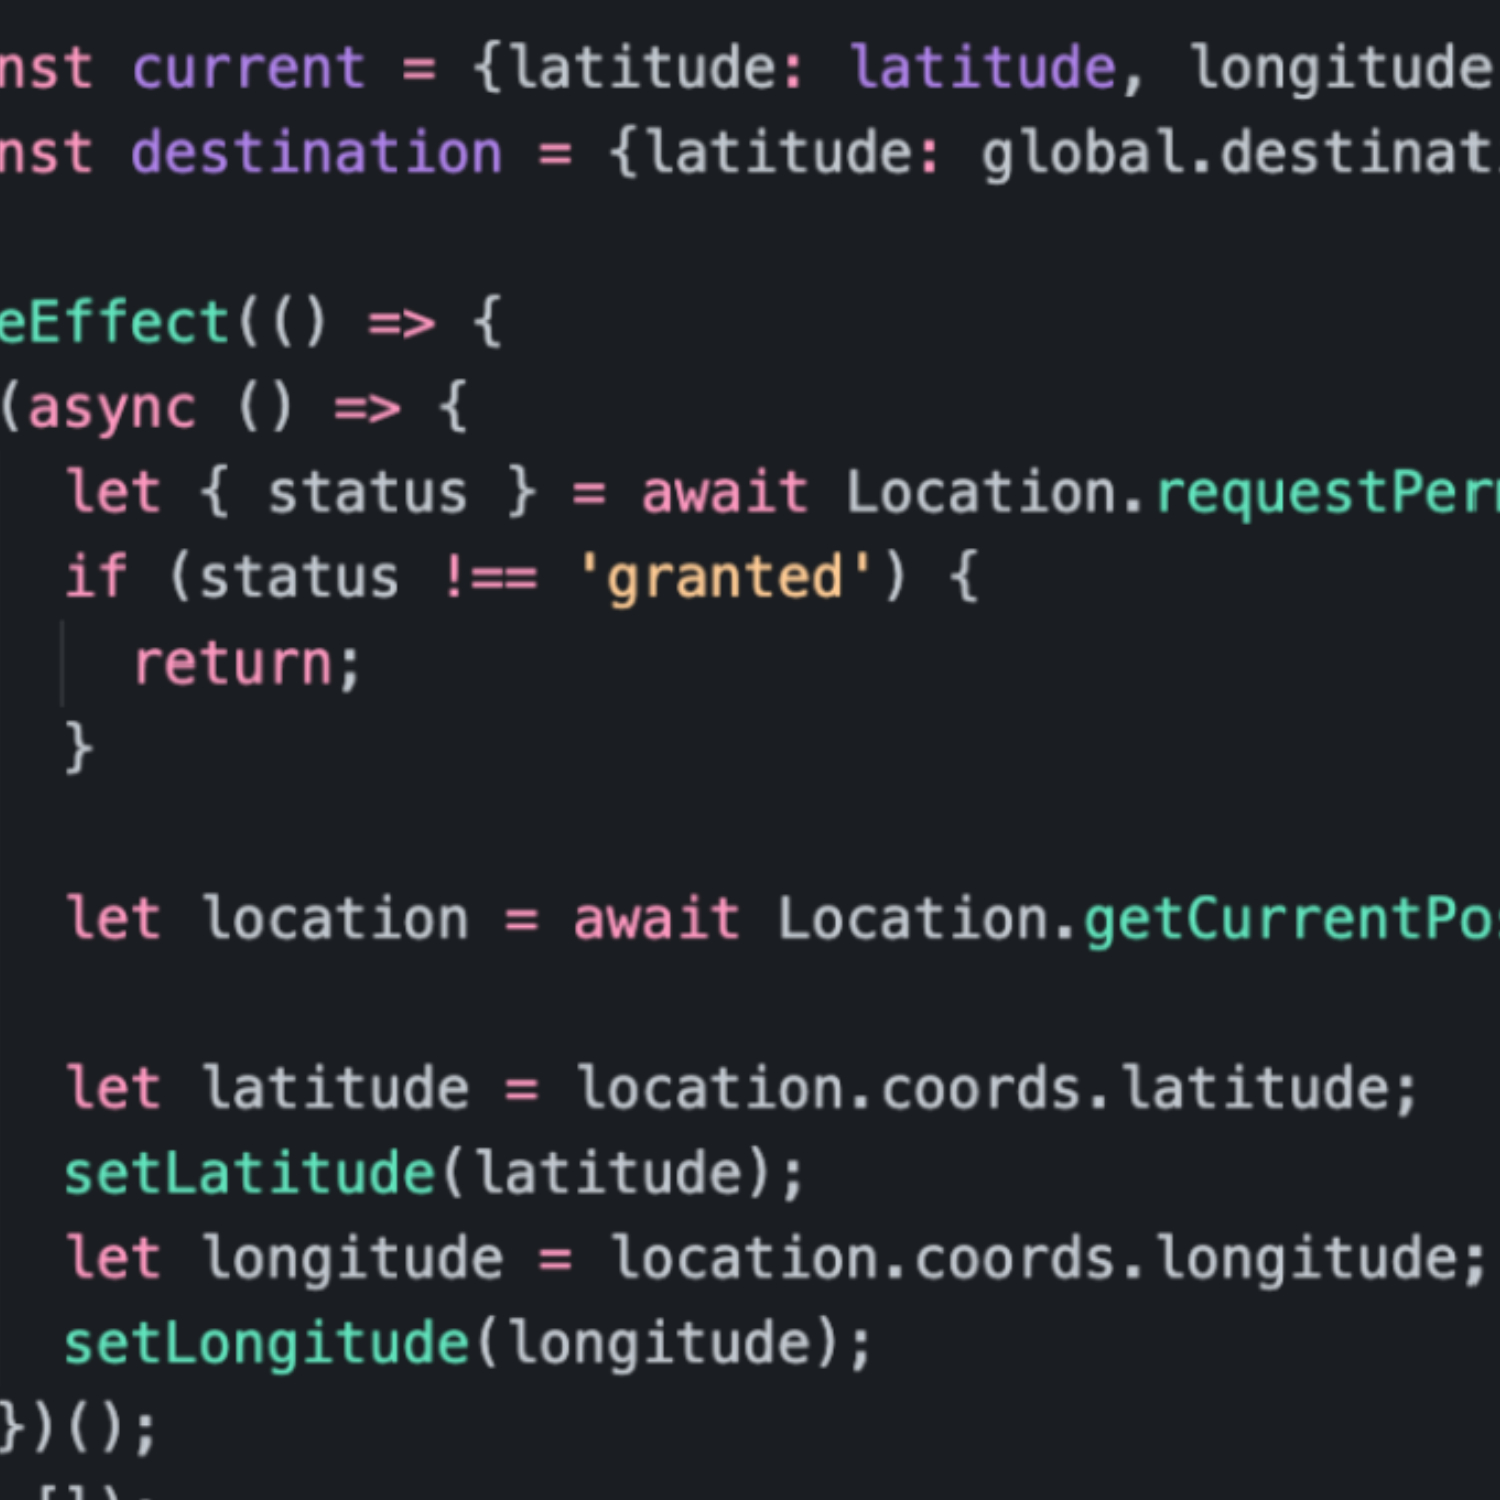 nst current = {latitude: latitude, longitude
nst destination = {latitude: global.destinat
eEffect(() => {
(async () => {
let { status } = await Location.requestPer
if (status !== 'granted') {
return;
}
let location = await Location.getCurrentPo
let latitude = location.coords.latitude;
setLatitude(latitude);
let longitude = location.coords.longitude;
setLongitude(longitude);
})();